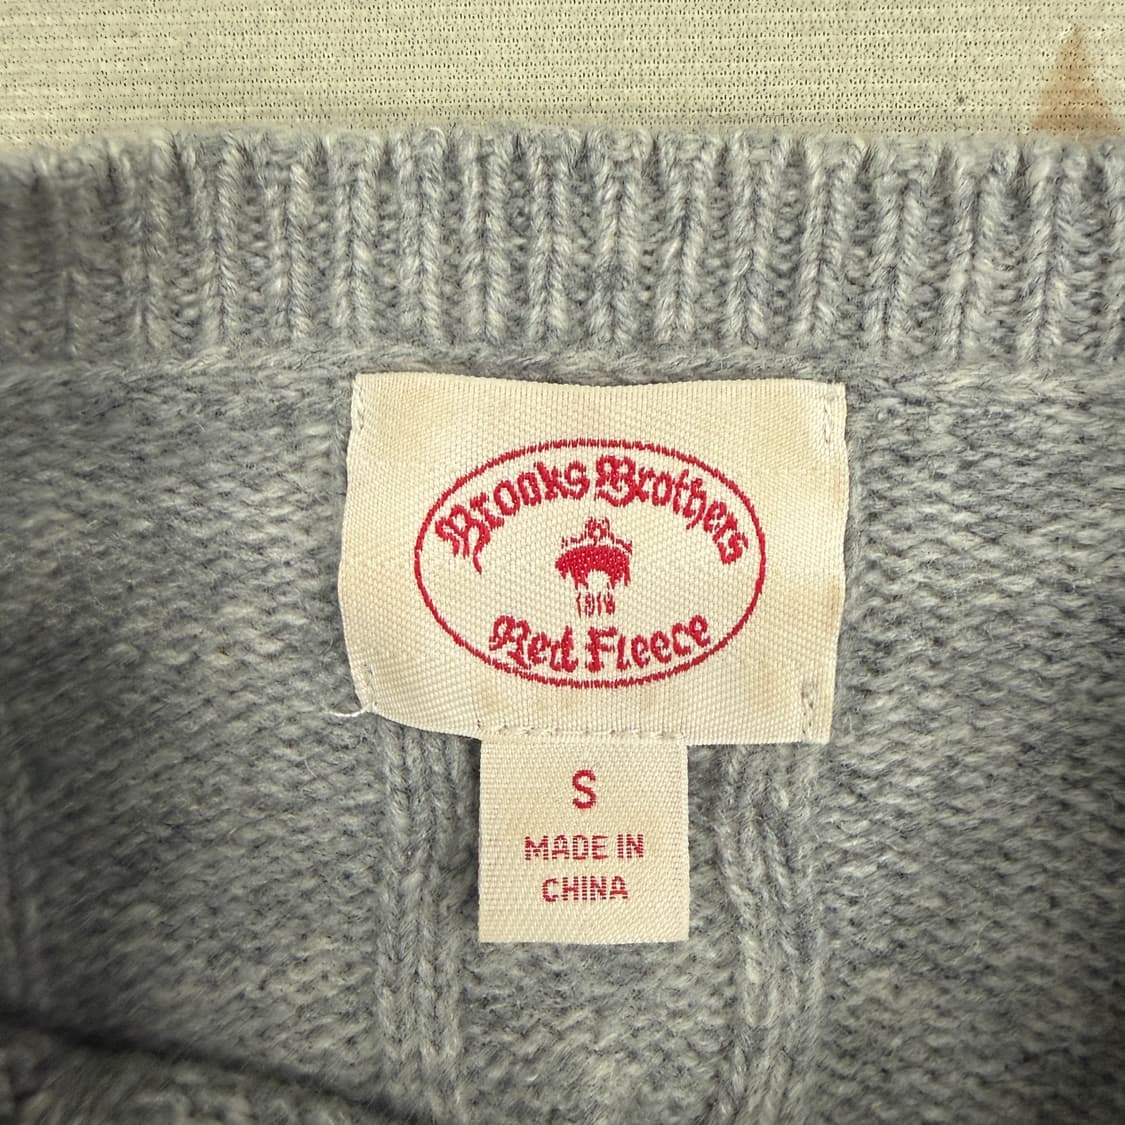 Brooks Brothers
1818
Red Fleece
S
MADE IN
CHINA